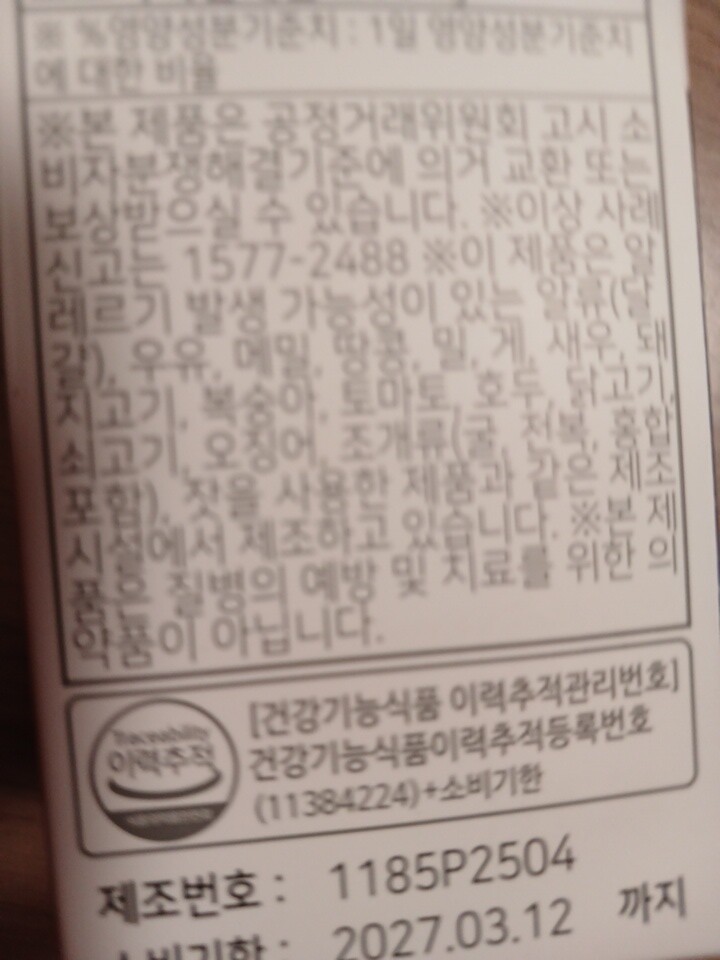 ※ %영양성분기준치 : 1일 영양성분기준치
에 대한 비율
※본 제품은 공정거래위원회 고시 소
비자분쟁해결기준에 의거 교환 또는
보상받으실 수 있습니다. ※이상 사례
신고는 1577-2488 ※이 제품은 알
레르기 발생 가능성이 있는 알류(달
걀), 우유, 메밀, 땅콩, 밀, 게, 새우, 돼
지고기, 복숭아, 토마토, 호두, 닭고기,
쇠고기, 오징어, 조개류(굴, 전복, 홍합
포함), 잣을 사용한 제품과 같은 제조
시설에서 제조하고 있습니다. ※본 제
품은 질병의 예방 및 치료를 위한 의
약품이 아닙니다.
Traceability
이력추적
[건강기능식품 이력추적관리번호]
건강기능식품이력추적등록번호
(11384224)+소비기한
제조번호 : 1185P2504
소비기한 : 2027.03.12 까지